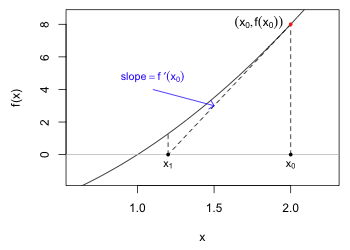 8
6
4
2
0
f(x)
(x₀,f(x₀))
slope = f ′(x₀)
x₁
x₀
1.0
1.5
2.0
x